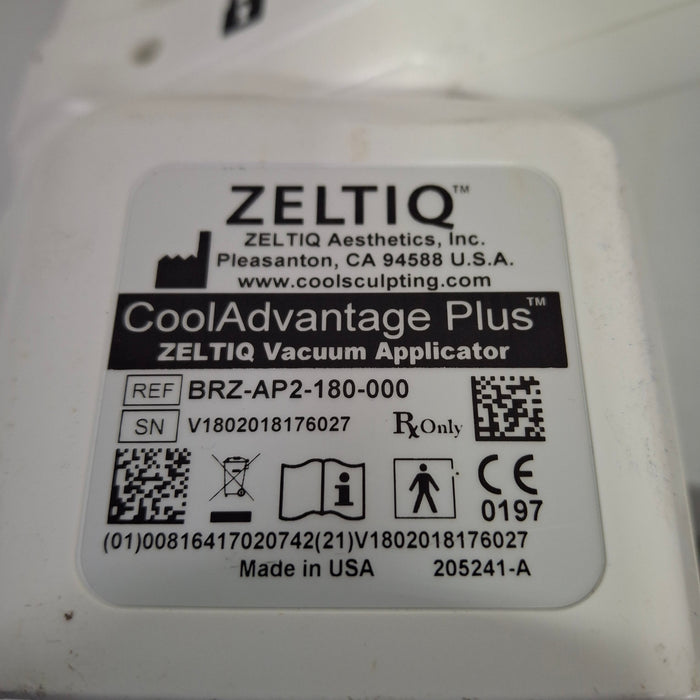 ZELTIQ™
ZELTIQ Aesthetics, Inc.
Pleasanton, CA 94588 U.S.A.
www.coolsculpting.com
CoolAdvantage Plus™
ZELTIQ Vacuum Applicator
REF BRZ-AP2-180-000
SN V1802018176027 Rx Only
CE
0197
(01)00816417020742(21)V1802018176027
Made in USA 205241-A